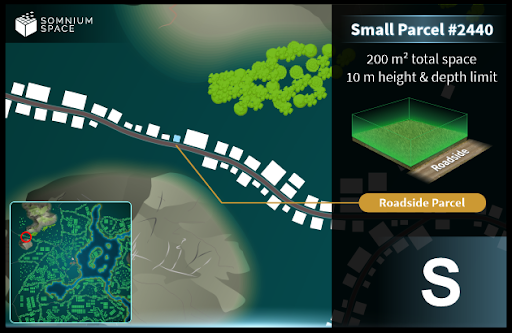 SOMNIUM
SPACE
Small Parcel #2440
200 m² total space
10 m height & depth limit
Roadside
Roadside Parcel
S